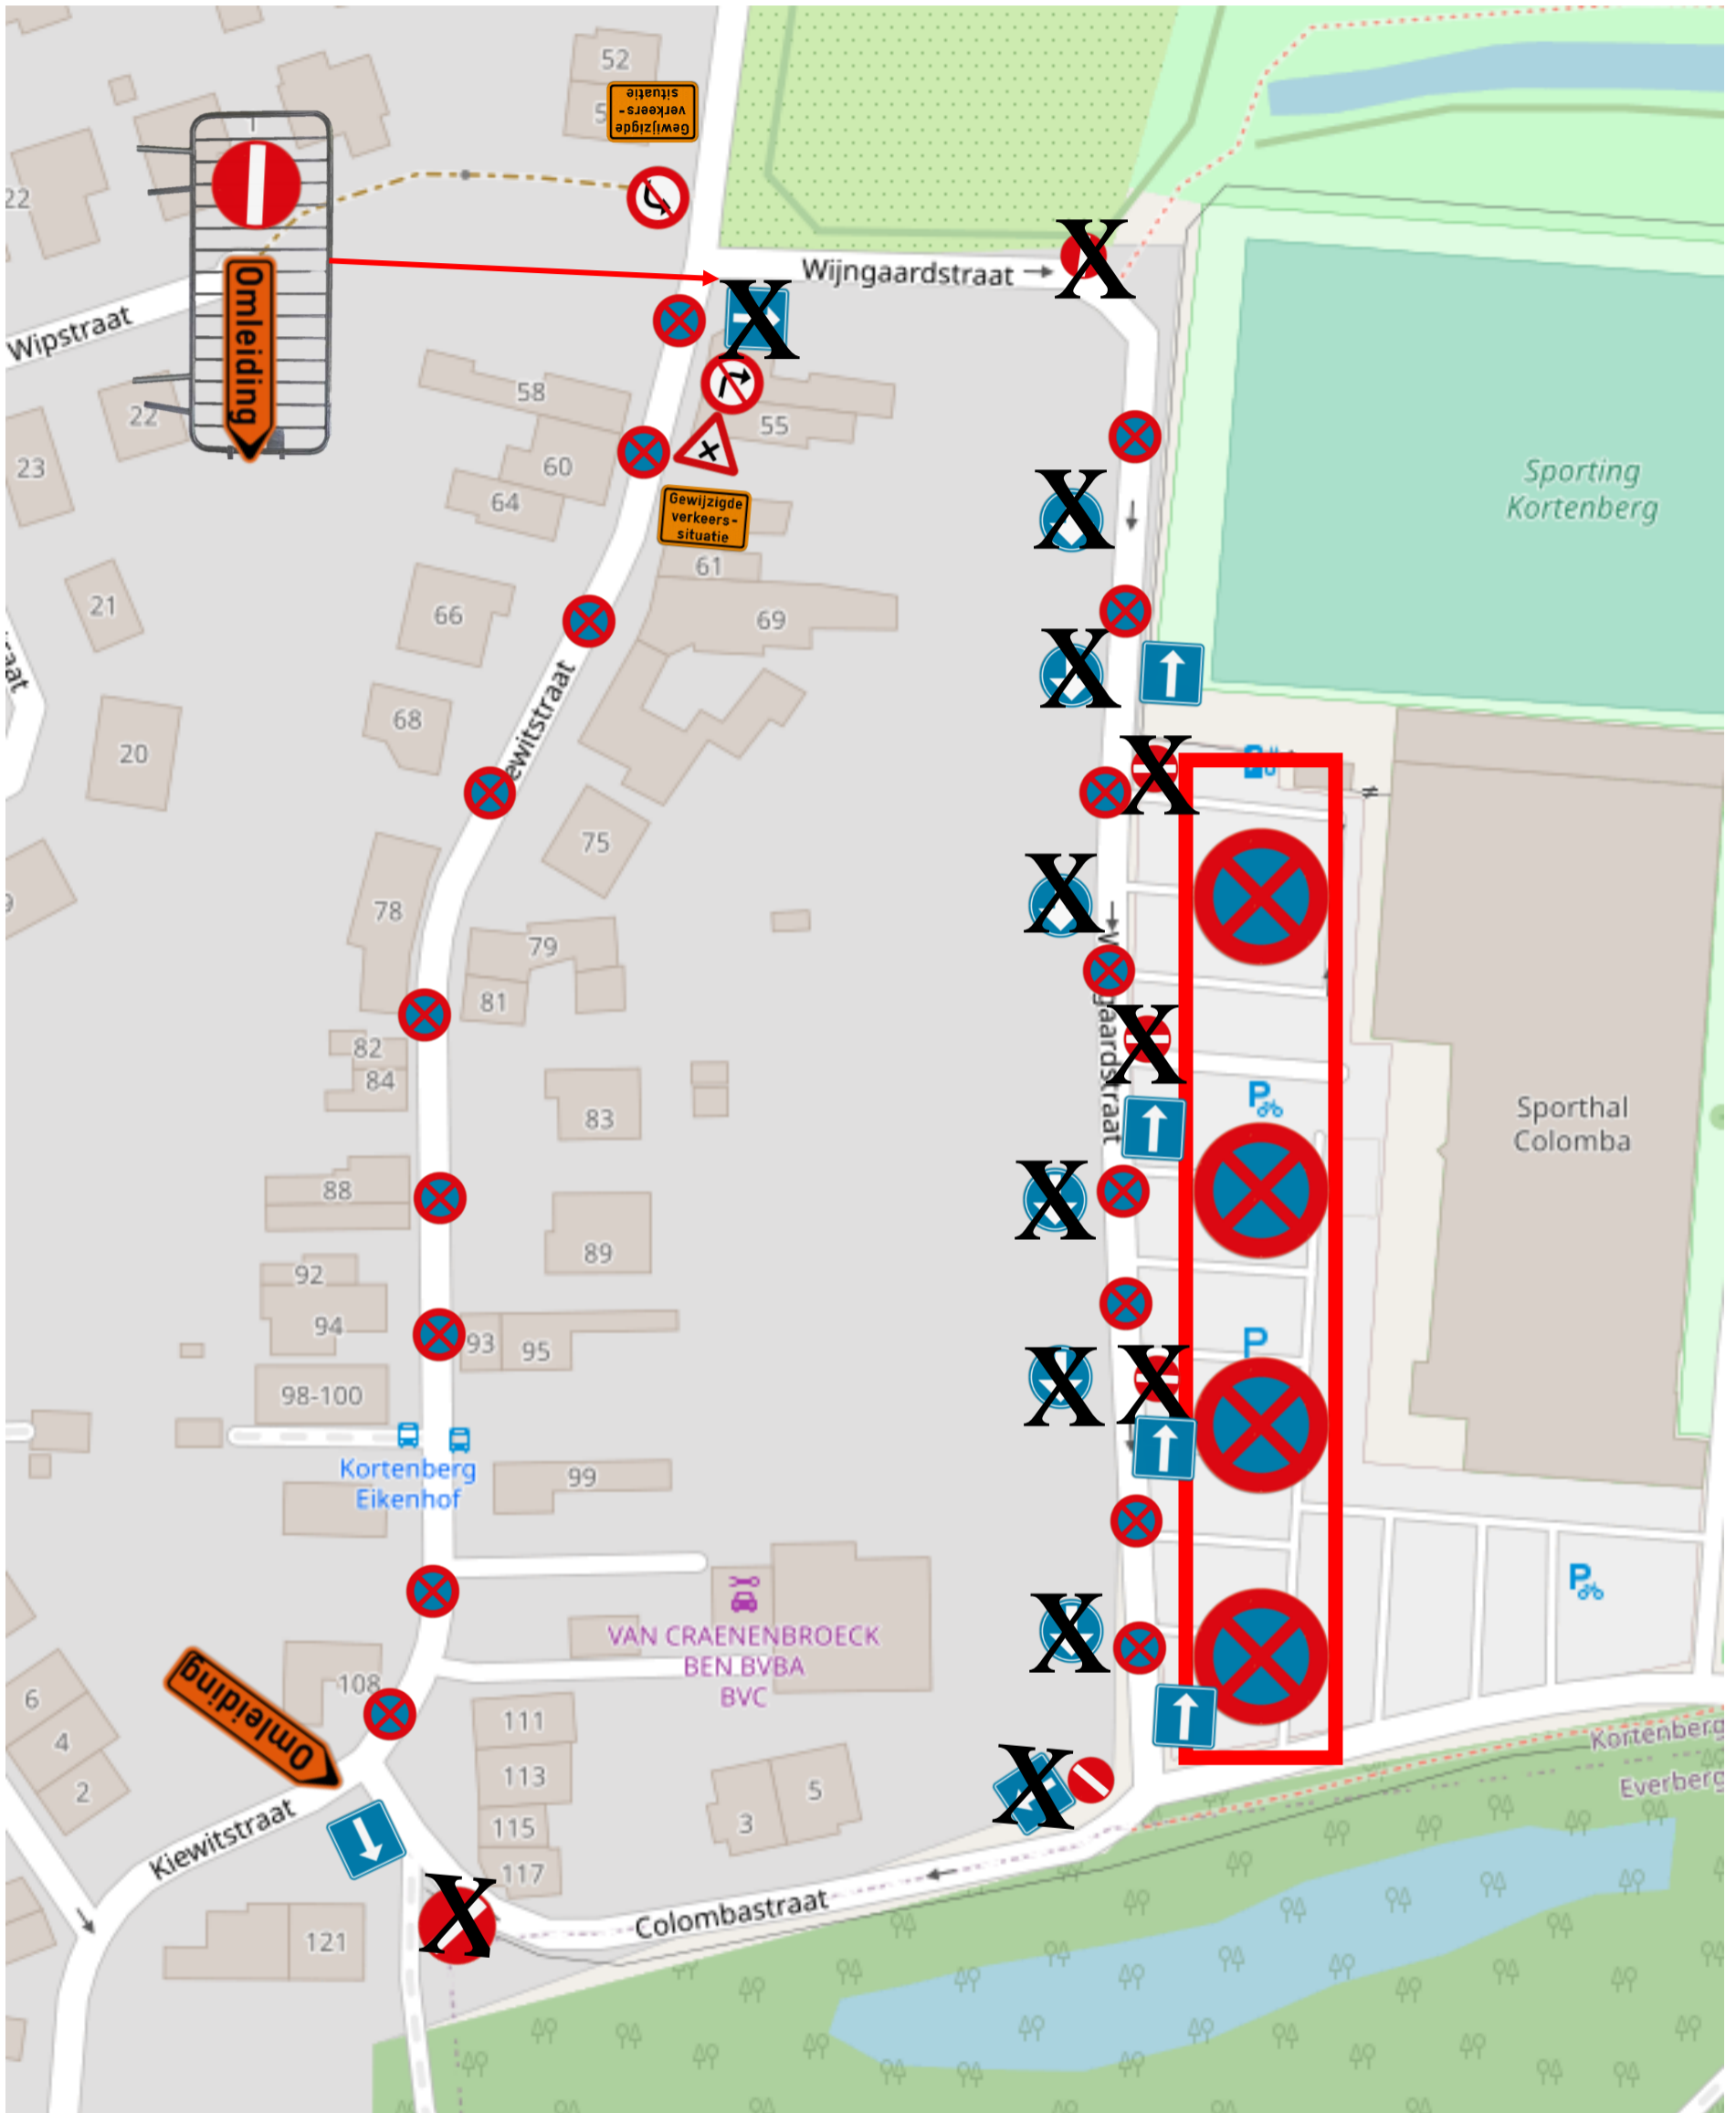 52
Gewijzigde
verkeers-
situatie
22
Omleiding
Wijngaardstraat
Wipstraat
58
55
22
60
23
64
Gewijzigde
verkeers-
situatie
Sporting
Kortenberg
61
21
66
69
raat
68
20
ewitstraat
75
78
79
81
82
84
gaardstraat
83
P
Sporthal
Colomba
88
89
92
94
93
95
P
98-100
Kortenberg
Eikenhof
99
P
VAN CRAENENBROECK
BEN BVBA
BVC
Omleiding
108
6
111
4
Kortenberg
113
5
Everberg
2
115
3
Kiewitstraat
117
Colombastraat
121